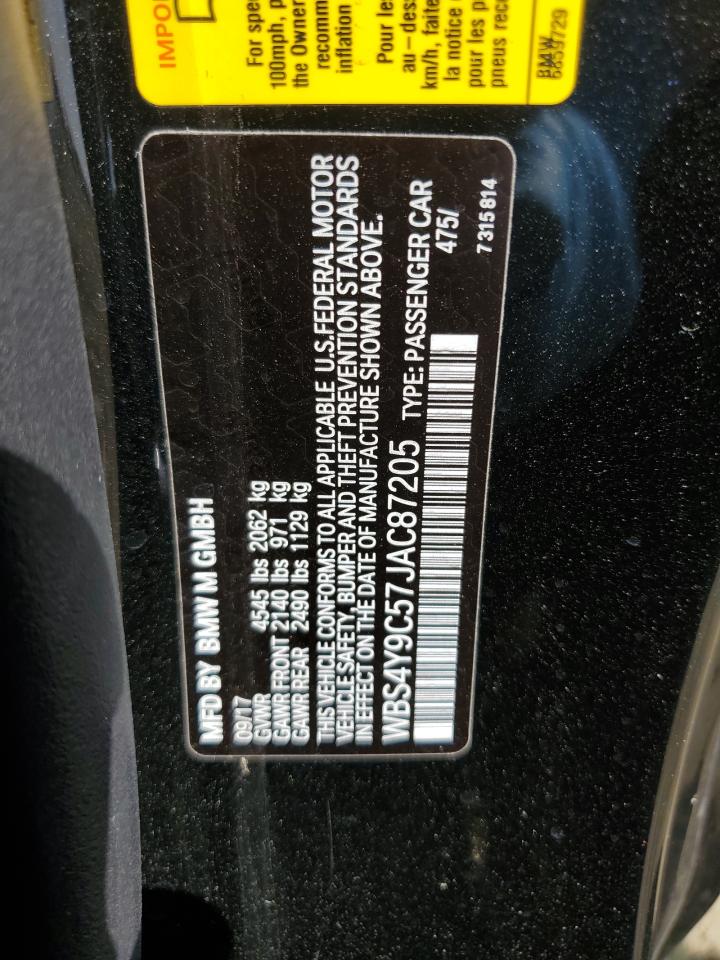 MFD BY BMW M GMBH
09/17
GVWR 4545 lbs 2062 kg
GAWR FRONT 2140 lbs 971 kg
GAWR REAR 2490 lbs 1129 kg
THIS VEHICLE CONFORMS TO ALL APPLICABLE U.S.FEDERAL MOTOR
VEHICLE SAFETY, BUMPER AND THEFT PREVENTION STANDARDS
IN EFFECT ON THE DATE OF MANUFACTURE SHOWN ABOVE.
WBS4Y9C57JAC87205 TYPE: PASSENGER CAR
475/
7 315 814
For spe
100mph, p
the Owner
recomm
inflation
Pour les
au-dess
km/h, faite
la notice
pour les p
pneus reco
BMW